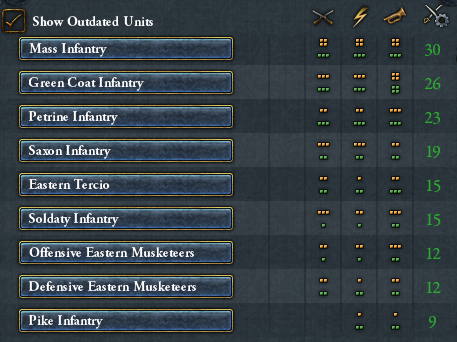 Show Outdated Units
Mass Infantry 30
Green Coat Infantry 26
Petrine Infantry 23
Saxon Infantry 19
Eastern Tercio 15
Soldaty Infantry 15
Offensive Eastern Musketeers 12
Defensive Eastern Musketeers 12
Pike Infantry 9